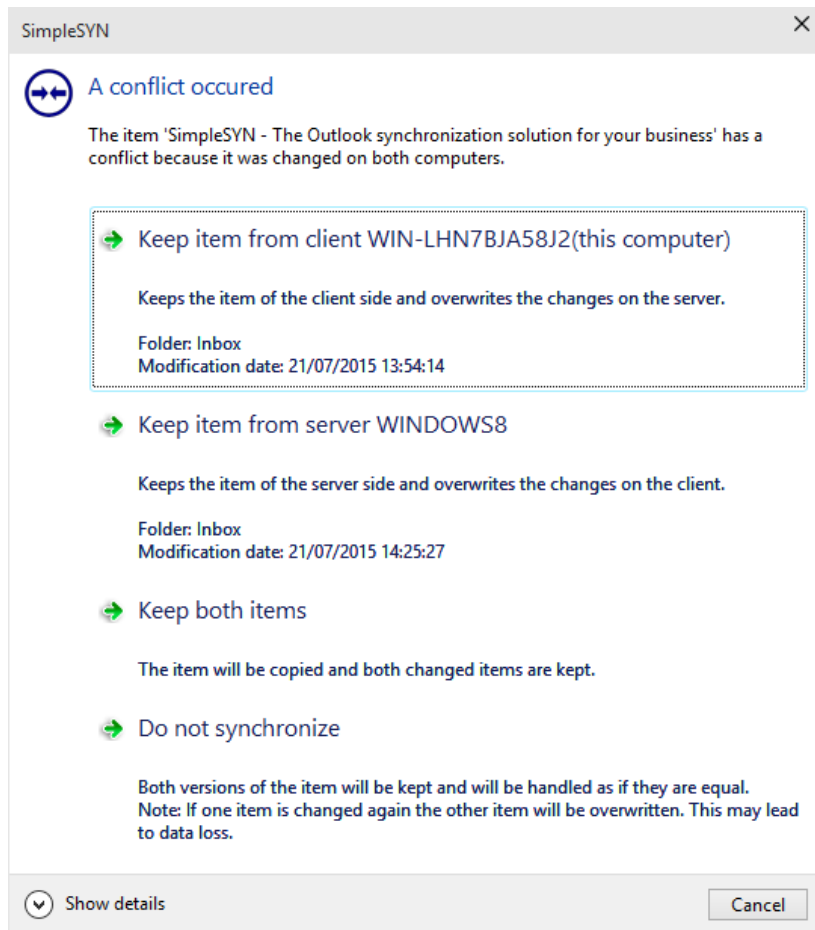 SimpleSYN
A conflict occured
The item 'SimpleSYN - The Outlook synchronization solution for your business' has a
conflict because it was changed on both computers.
Keep item from client WIN-LHN7BJA58J2(this computer)
Keeps the item of the client side and overwrites the changes on the server.
Folder: Inbox
Modification date: 21/07/2015 13:54:14
Keep item from server WINDOWS8
Keeps the item of the server side and overwrites the changes on the client.
Folder: Inbox
Modification date: 21/07/2015 14:25:27
Keep both items
The item will be copied and both changed items are kept.
Do not synchronize
Both versions of the item will be kept and will be handled as if they are equal.
Note: If one item is changed again the other item will be overwritten. This may lead
to data loss.
Show details
Cancel